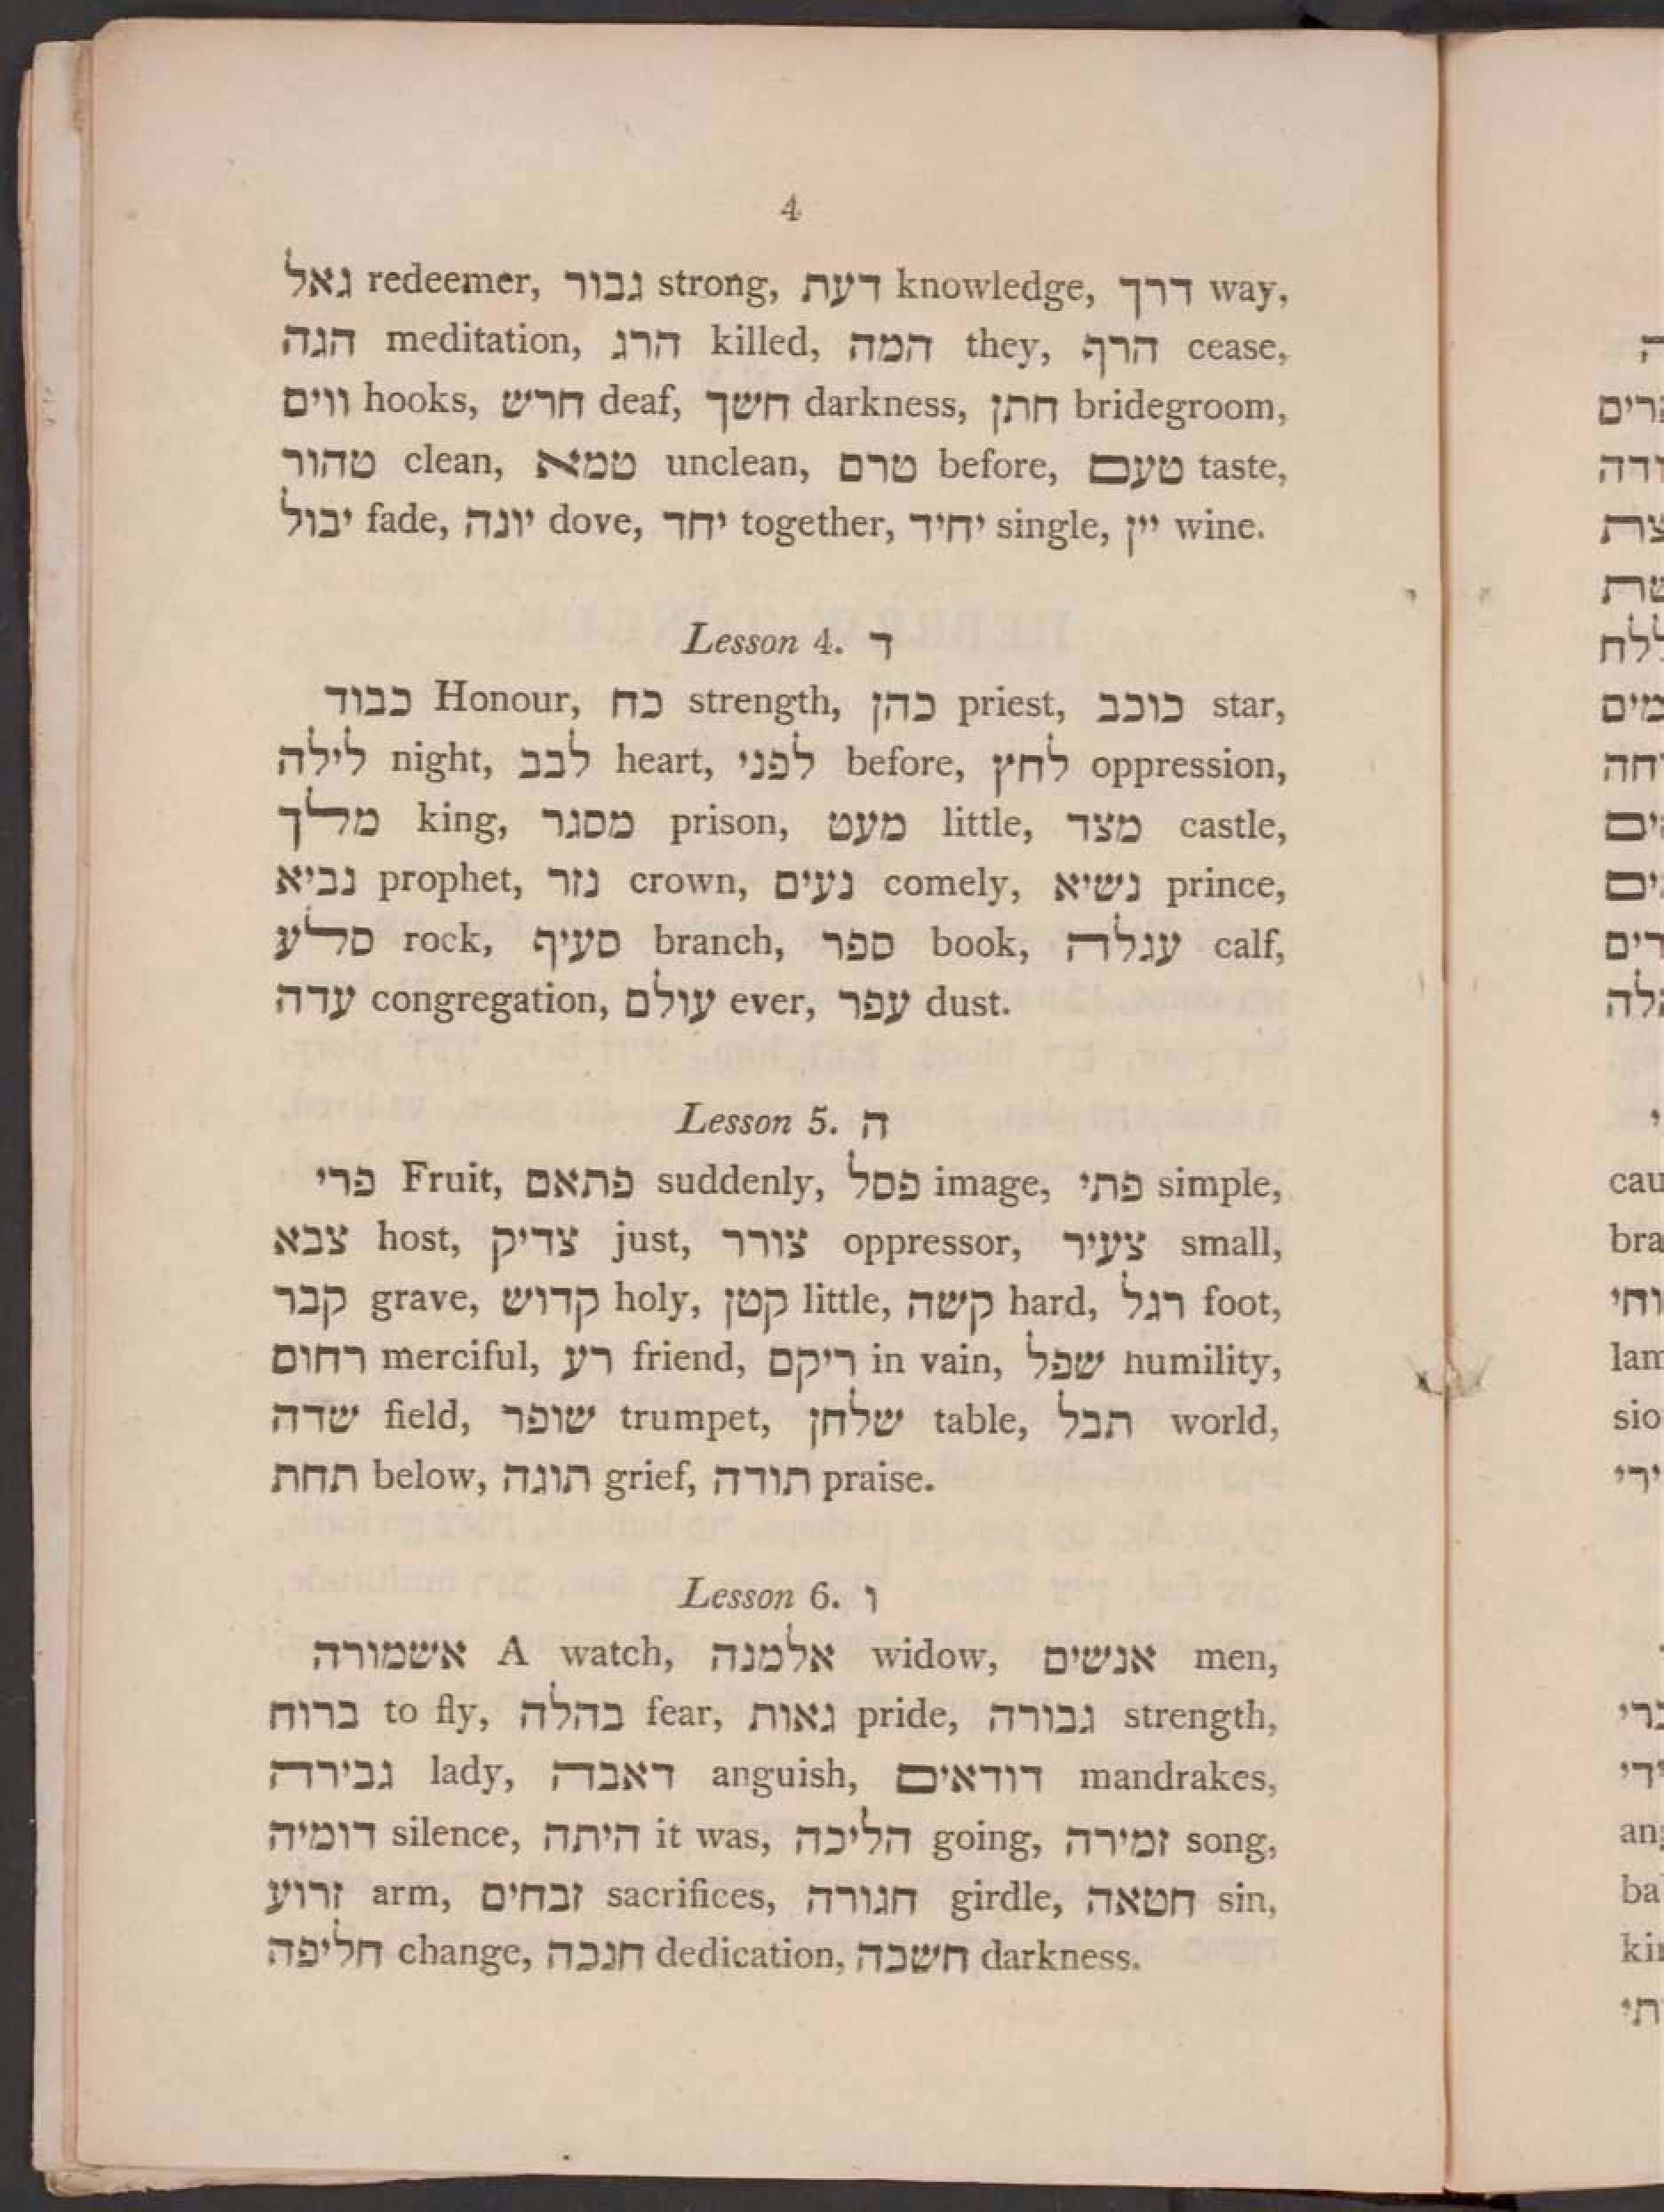 4
גאל redeemer, גבור strong, דעת knowledge, דרך way,
הגה meditation, הרג killed, המה they, הרף cease,
ווים hooks, חרש deaf, חשך darkness, חתן bridegroom,
טהור clean, טמא unclean, טרם before, טעם taste,
יבול fade, יונה dove, יחד together, יחיד single, יין wine.
Lesson 4. ד
כבוד Honour, כח strength, כהן priest, כוכב star,
לילה night, לבב heart, לפני before, לחץ oppression,
מלך king, מסגר prison, מעט little, מצד castle,
נביא prophet, נזר crown, נעים comely, נשיא prince,
סלע rock, סעיף branch, ספר book, עגלה calf,
עדה congregation, עולם ever, עפר dust.
Lesson 5. ה
פרי Fruit, פתאם suddenly, פסל image, פתי simple,
צבא host, צדיק just, צורר oppressor, צעיר small,
קבר grave, קדוש holy, קטן little, קשה hard, רגל foot,
רחום merciful, רע friend, ריקם in vain, שפל humility,
שדה field, שופר trumpet, שלחן table, תבל world,
תחת below, תוגה grief, תודה praise.
Lesson 6. ו
אשמורה A watch, אלמנה widow, אנשים men,
ברוח to fly, בהלה fear, גאות pride, גבורה strength,
גבירה lady, דאבה anguish, דודאים mandrakes,
דומיה silence, היתה it was, הליכה going, זמירה song,
זרוע arm, זבחים sacrifices, חגורה girdle, חטאה sin,
חליפה change, חנכה dedication, חשכה darkness.